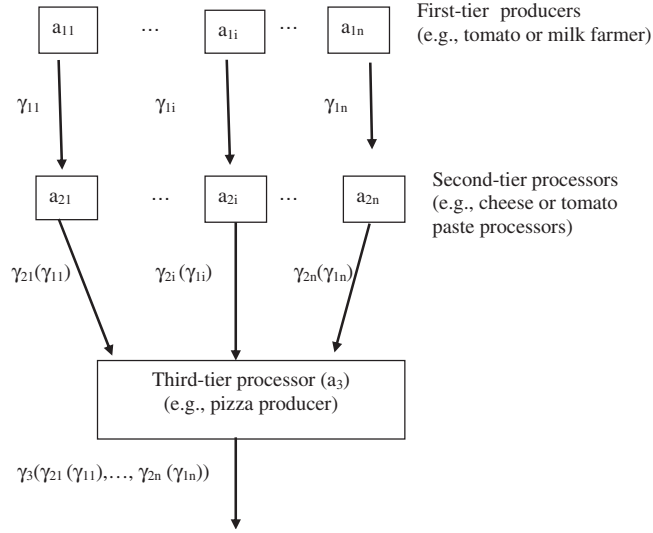 First-tier producers
a₁₁ ... a₁ᵢ ... a₁ₙ (e.g., tomato or milk farmer)
γ₁₁ γ₁ᵢ γ₁ₙ
Second-tier processors
a₂₁ ... a₂ᵢ ... a₂ₙ (e.g., cheese or tomato
paste processors)
γ₂₁(γ₁₁) γ₂ᵢ(γ₁ᵢ) γ₂ₙ(γ₁ₙ)
Third-tier processor (a₃)
(e.g., pizza producer)
γ₃(γ₂₁ (γ₁₁),..., γ₂ₙ (γ₁ₙ))